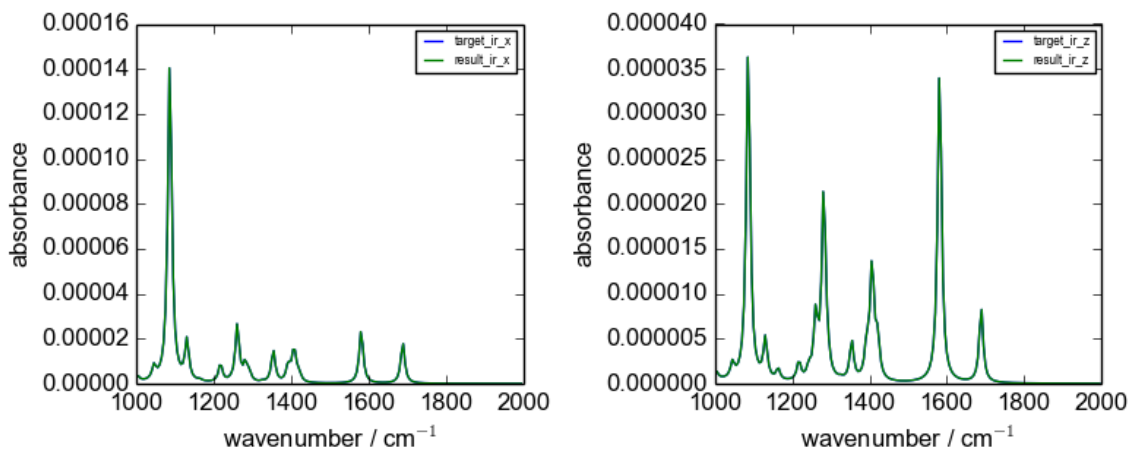 0.00016
0.00014
0.00012
0.00010
0.00008
0.00006
0.00004
0.00002
0.00000
absorbance
target_ir_x
result_ir_x
1000 1200 1400 1600 1800 2000
wavenumber / cm⁻¹
0.000040
0.000035
0.000030
0.000025
0.000020
0.000015
0.000010
0.000005
0.000000
absorbance
target_ir_z
result_ir_z
1000 1200 1400 1600 1800 2000
wavenumber / cm⁻¹